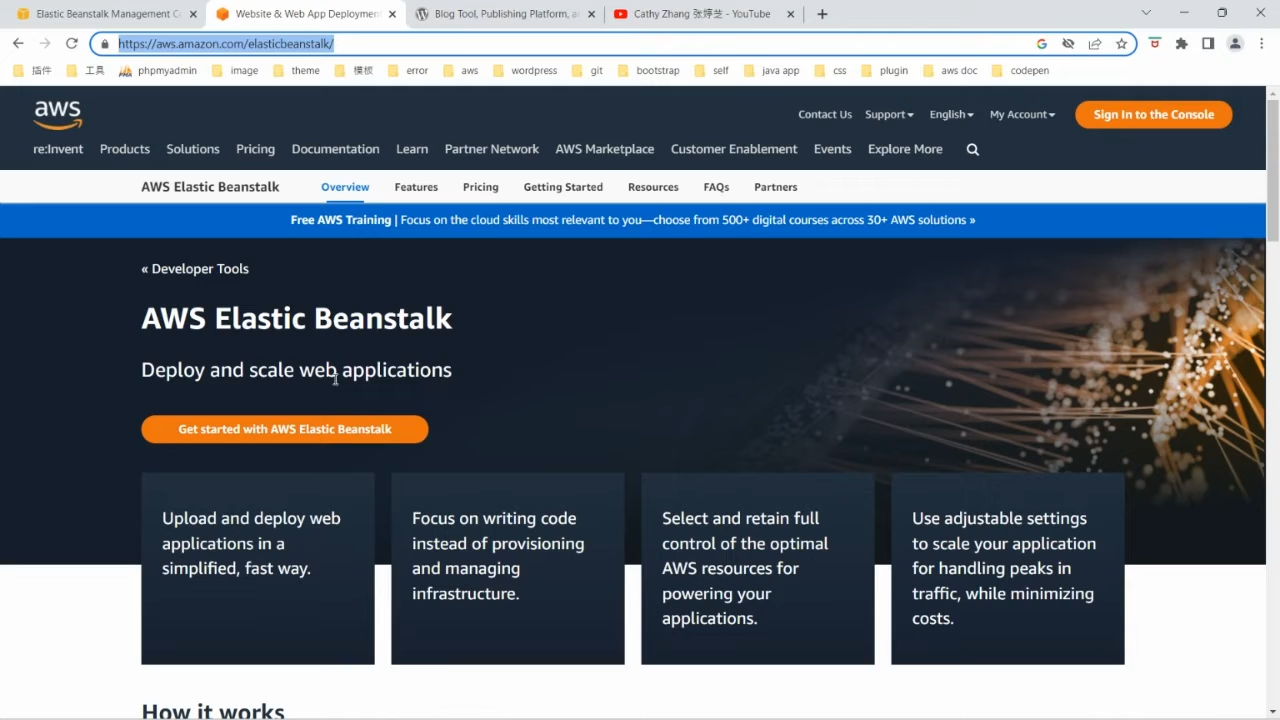 Elastic Beanstalk Management C
Website & Web App Deploymen
Blog Tool, Publishing Platform, a
Cathy Zhang 张婷芝 - YouTube
https://aws.amazon.com/elasticbeanstalk/
插件 工具 phpmyadmin image theme 模板 error aws wordpress git bootstrap self java app css plugin aws doc codepen
aws
Contact Us Support English My Account Sign In to the Console
re:Invent Products Solutions Pricing Documentation Learn Partner Network AWS Marketplace Customer Enablement Events Explore More
AWS Elastic Beanstalk Overview Features Pricing Getting Started Resources FAQs Partners
Free AWS Training | Focus on the cloud skills most relevant to you—choose from 500+ digital courses across 30+ AWS solutions »
« Developer Tools
AWS Elastic Beanstalk
Deploy and scale web applications
Get started with AWS Elastic Beanstalk
Upload and deploy web
applications in a
simplified, fast way.
Focus on writing code
instead of provisioning
and managing
infrastructure.
Select and retain full
control of the optimal
AWS resources for
powering your
applications.
Use adjustable settings
to scale your application
for handling peaks in
traffic, while minimizing
costs.
How it works